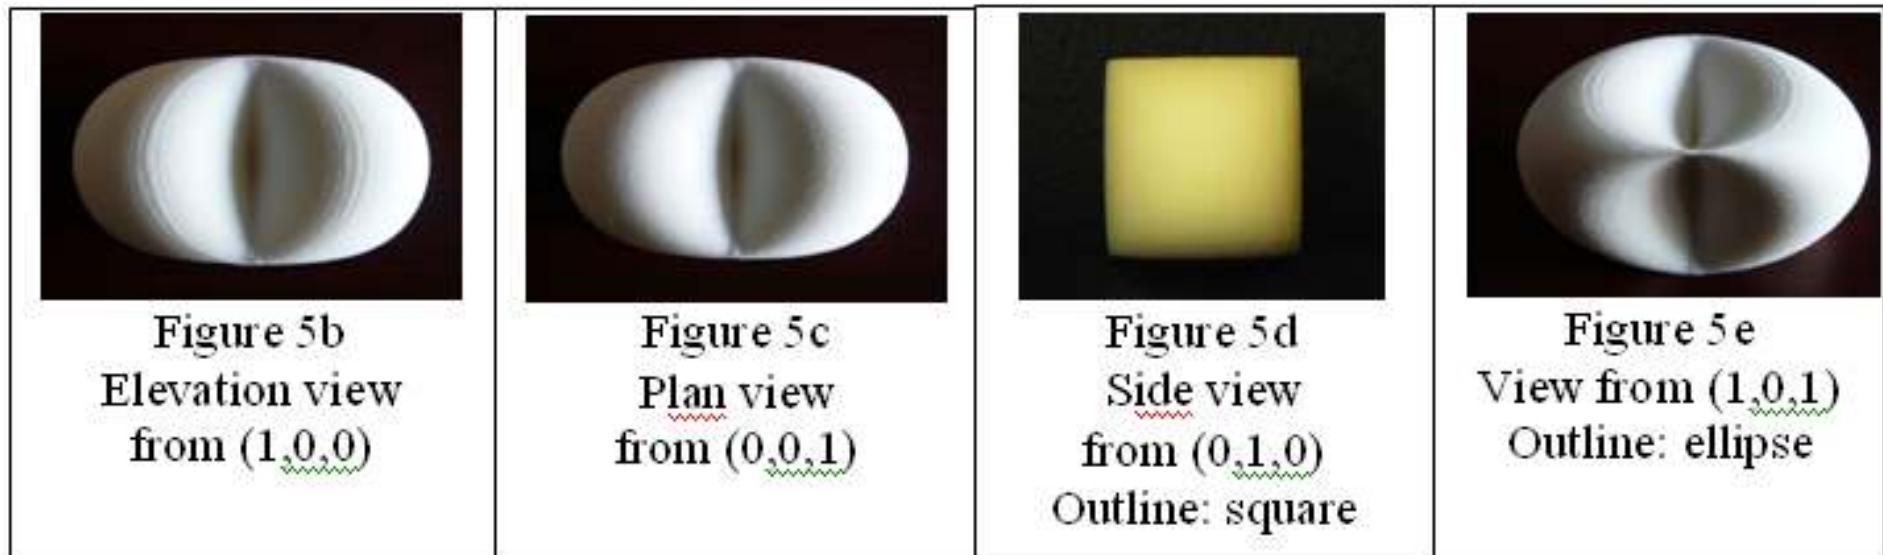 Figure 5b
Elevation view
from (1,0,0)
Figure 5c
Plan view
from (0,0,1)
Figure 5d
Side view
from (0,1,0)
Outline: square
Figure 5e
View from (1,0,1)
Outline: ellipse